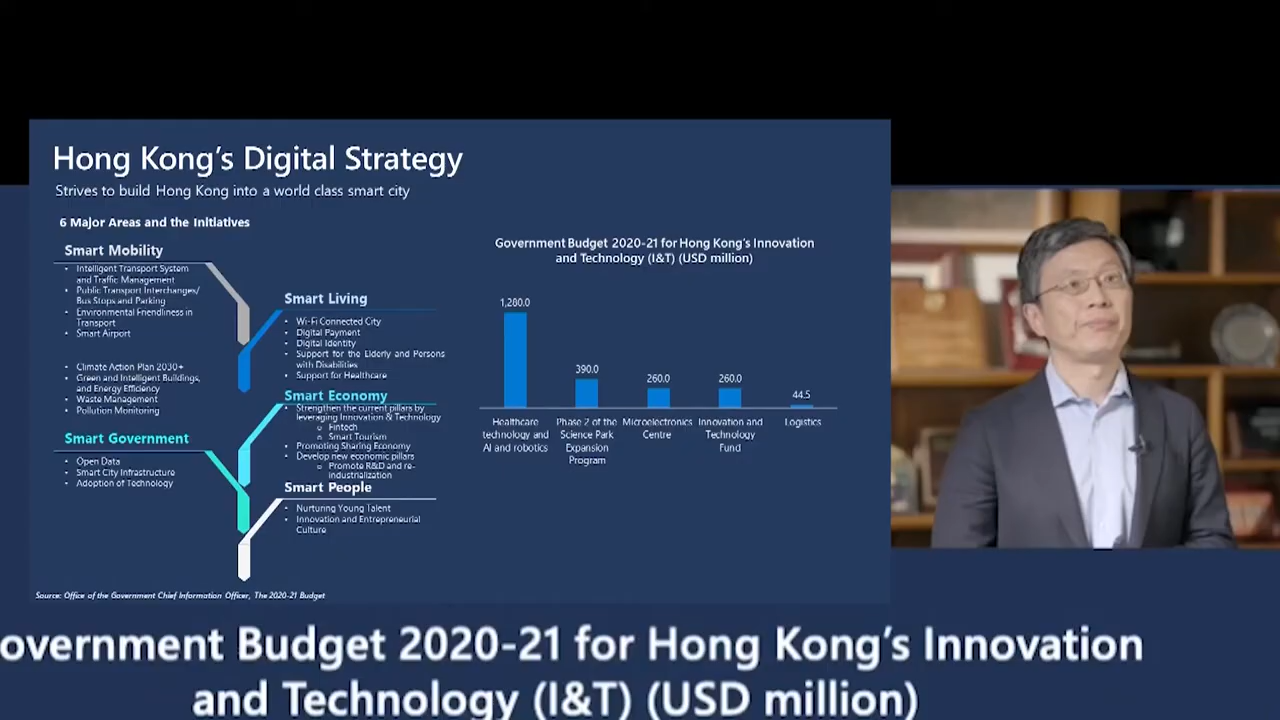 Hong Kong's Digital Strategy
Strives to build Hong Kong into a world class smart city
6 Major Areas and the Initiatives
Smart Mobility
• Intelligent Transport System
and Traffic Management
• Public Transport Interchanges/
Bus Stops and Parking
• Environmental Friendliness in
Transport
• Smart Airport
• Climate Action Plan 2030+
• Green and Intelligent Buildings,
and Energy Efficiency
• Waste Management
• Pollution Monitoring
Smart Government
• Open Data
• Smart City Infrastructure
• Adoption of Technology
Smart Living
• Wi-Fi Connected City
• Digital Payment
• Digital Identity
• Support for the Elderly and Persons
with Disabilities
• Support for Healthcare
Smart Economy
• Strengthen the current pillars by
leveraging Innovation & Technology
o Fintech
o Smart Tourism
• Promoting Sharing Economy
• Develop new economic pillars
o Promote R&D and re-
industrialization
Smart People
• Nurturing Young Talent
• Innovation and Entrepreneurial
Culture
Government Budget 2020-21 for Hong Kong's Innovation
and Technology (I&T) (USD million)
1,280.0
390.0
260.0
260.0
44.5
Healthcare
technology and
AI and robotics
Phase 2 of the
Science Park
Expansion
Program
Microelectronics
Centre
Innovation and
Technology
Fund
Logistics
Source: Office of the Government Chief Information Officer, The 2020-21 Budget
overnment Budget 2020-21 for Hong Kong's Innovation
and Technology (I&T) (USD million)